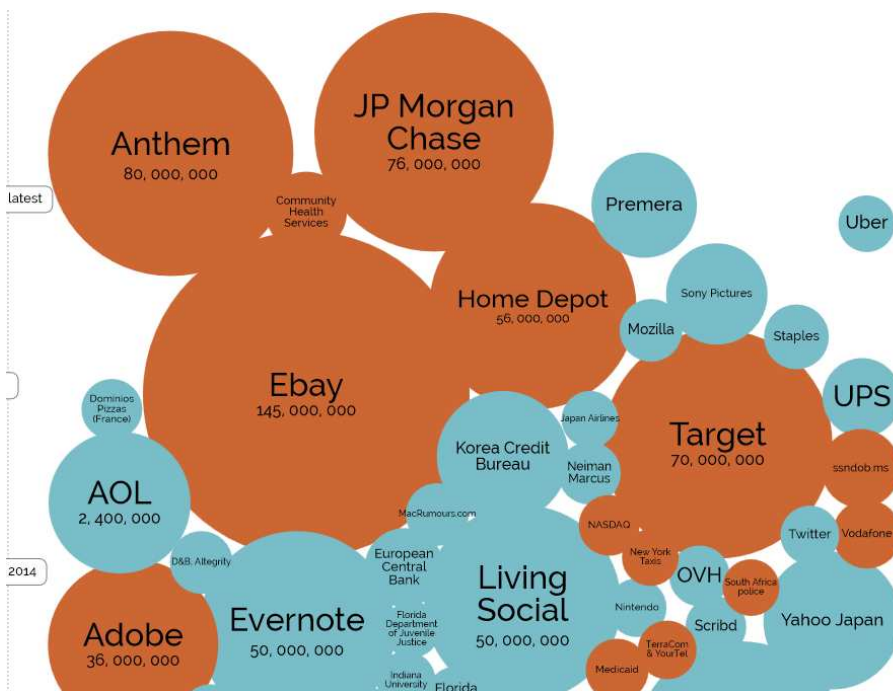 Anthem
80, 000, 000
JP Morgan
Chase
76, 000, 000
latest
Community
Health
Services
Premera
Uber
Home Depot
56, 000, 000
Sony Pictures
Mozilla
Staples
Ebay
145, 000, 000
Dominios
Pizzas
(France)
UPS
Japan Airlines
Target
70, 000, 000
Korea Credit
Bureau
Neiman
Marcus
ssndob.ms
AOL
2, 400, 000
MacRumours.com
NASDAQ
Twitter
Vodafone
2014
D&B, Altegrity
European
Central
Bank
New York
Taxis
OVH
South Africa
police
Living
Social
50, 000, 000
Evernote
50, 000, 000
Nintendo
Scribd
Yahoo Japan
Adobe
36, 000, 000
Florida
Department
of Juvenile
Justice
TerraCom
& YourTel
Medicaid
Indiana
University
Florida